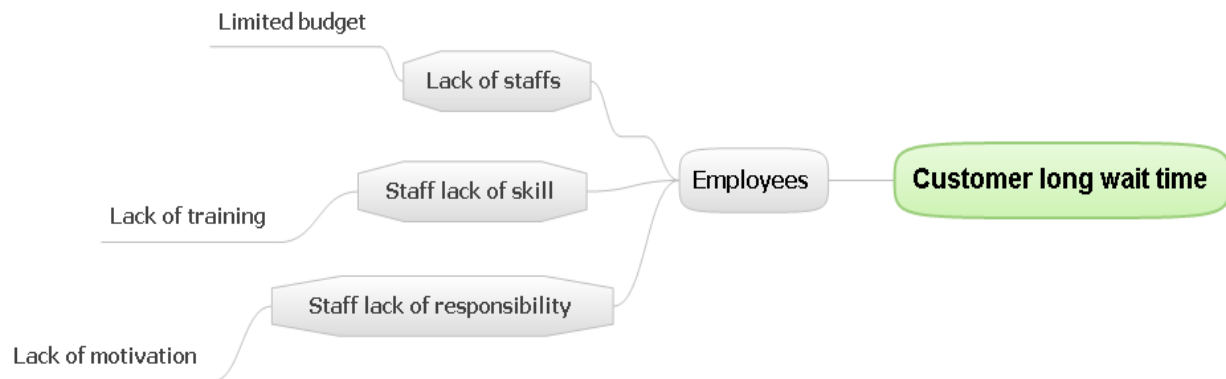 Limited budget
Lack of staffs
Employees
Customer long wait time
Staff lack of skill
Lack of training
Staff lack of responsibility
Lack of motivation